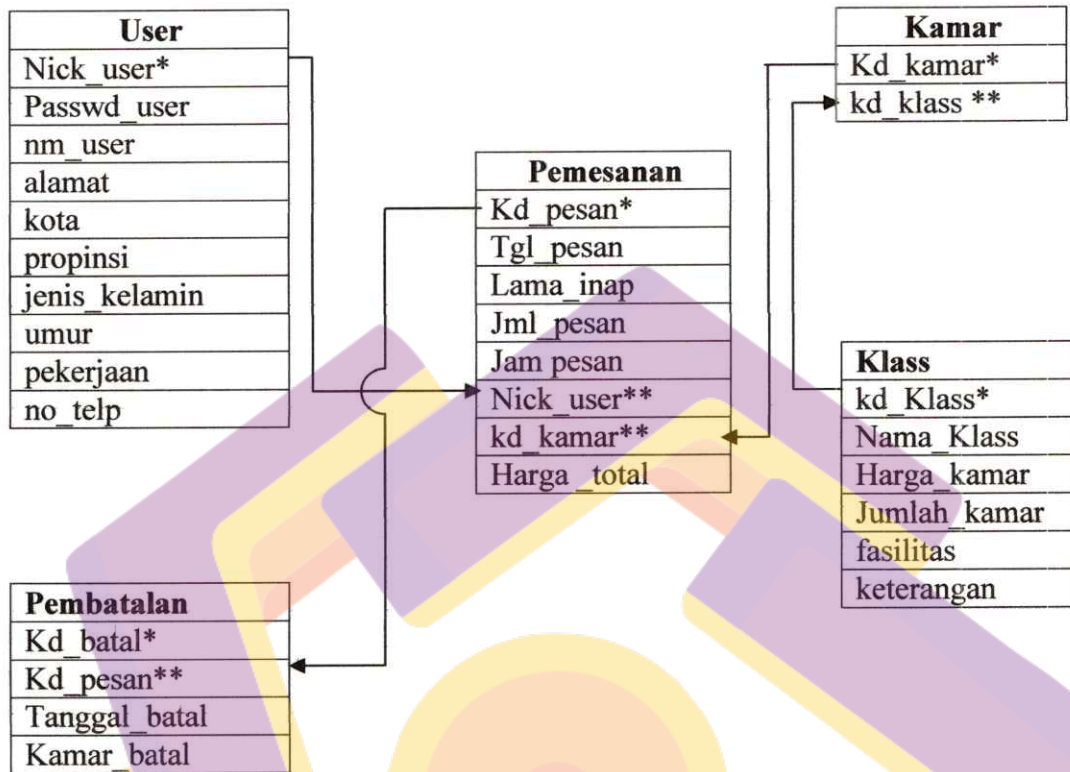 User
Nick_user*
Passwd_user
nm_user
alamat
kota
propinsi
jenis_kelamin
umur
pekerjaan
no_telp
Kamar
Kd_kamar*
kd_klass **
Pemesanan
Kd_pesan*
Tgl_pesan
Lama_inap
Jml_pesan
Jam pesan
Nick_user**
kd_kamar**
Harga_total
Klass
kd_Klass*
Nama_Klass
Harga_kamar
Jumlah_kamar
fasilitas
keterangan
Pembatalan
Kd_batal*
Kd_pesan**
Tanggal_batal
Kamar_batal